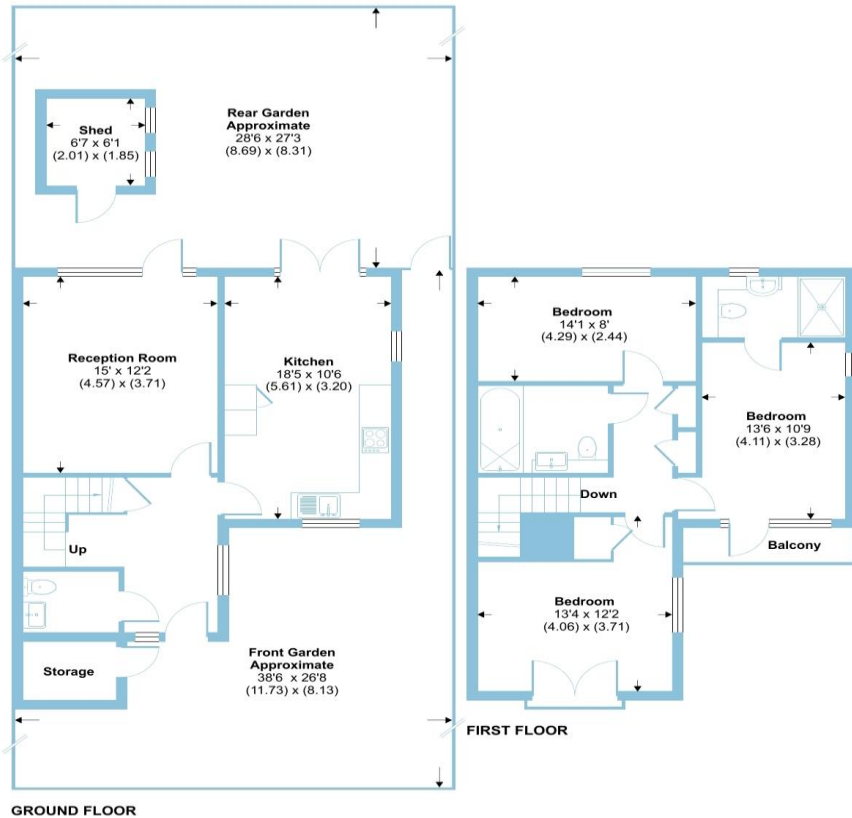 Rear Garden
Approximate
28'6 x 27'3
(8.69) x (8.31)
Shed
6'7 x 6'1
(2.01) x (1.85)
Reception Room
15' x 12'2
(4.57) x (3.71)
Kitchen
18'5 x 10'6
(5.61) x (3.20)
Up
Storage
Front Garden
Approximate
38'6 x 26'8
(11.73) x (8.13)
GROUND FLOOR
Bedroom
14'1 x 8'
(4.29) x (2.44)
Bedroom
13'6 x 10'9
(4.11) x (3.28)
Down
Balcony
Bedroom
13'4 x 12'2
(4.06) x (3.71)
FIRST FLOOR